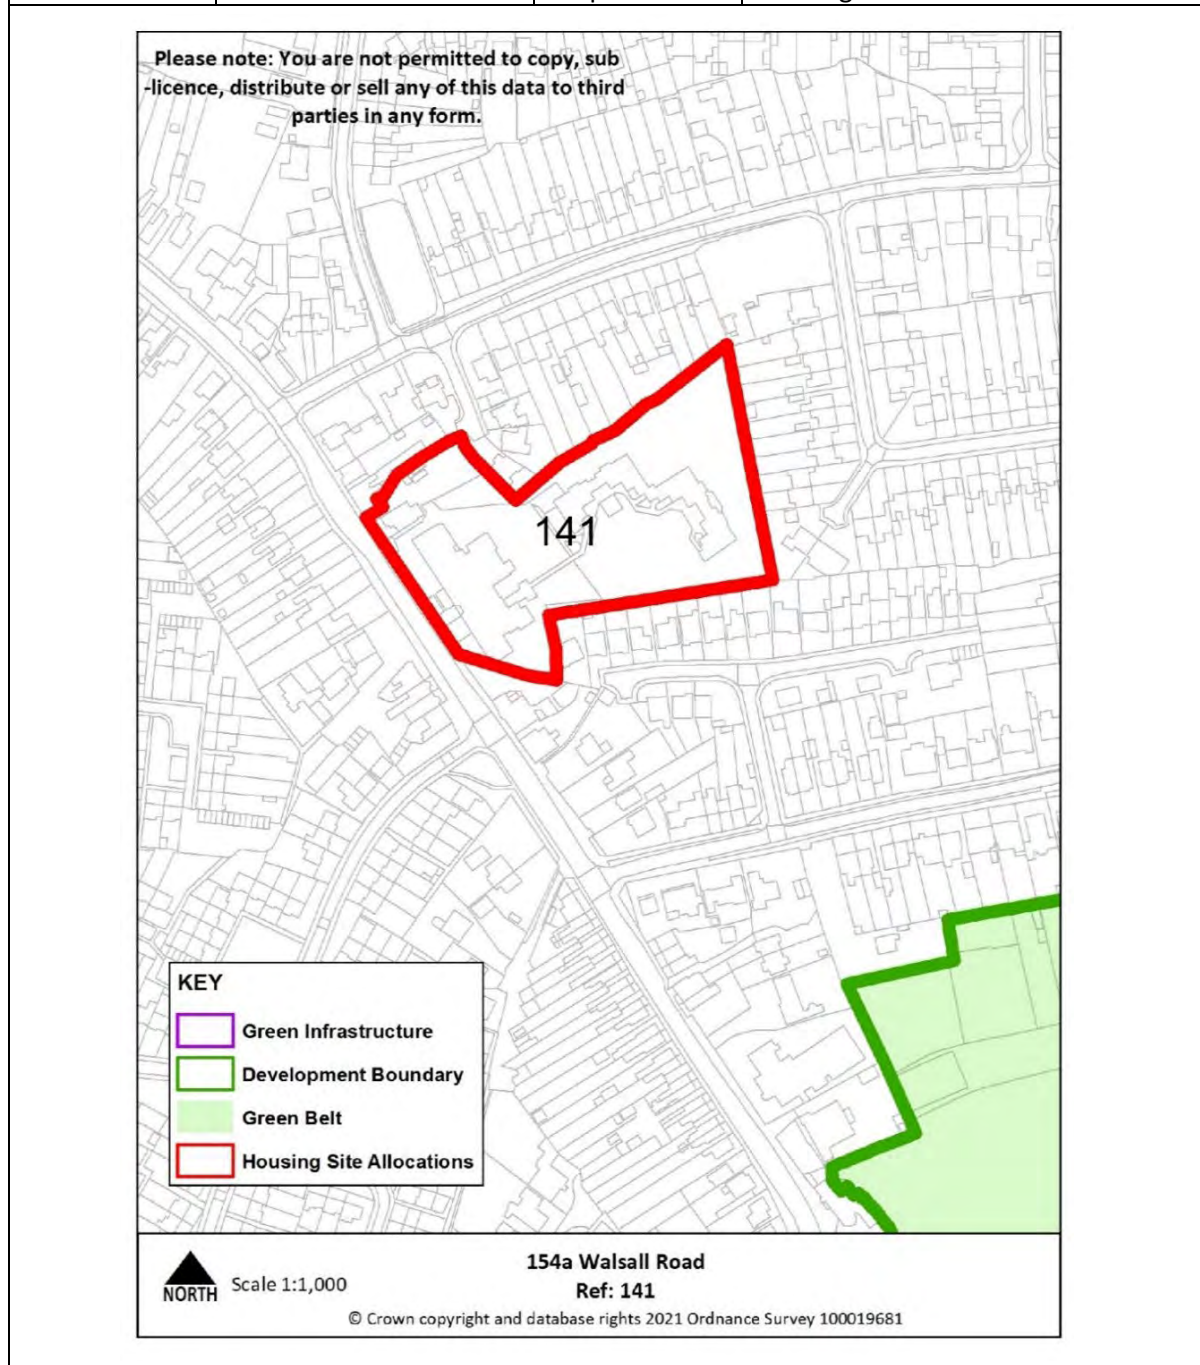 Please note: You are not permitted to copy, sub
-licence, distribute or sell any of this data to third
parties in any form.
141
KEY
Green Infrastructure
Development Boundary
Green Belt
Housing Site Allocations
NORTH
Scale 1:1,000
154a Walsall Road
Ref: 141
© Crown copyright and database rights 2021 Ordnance Survey 100019681